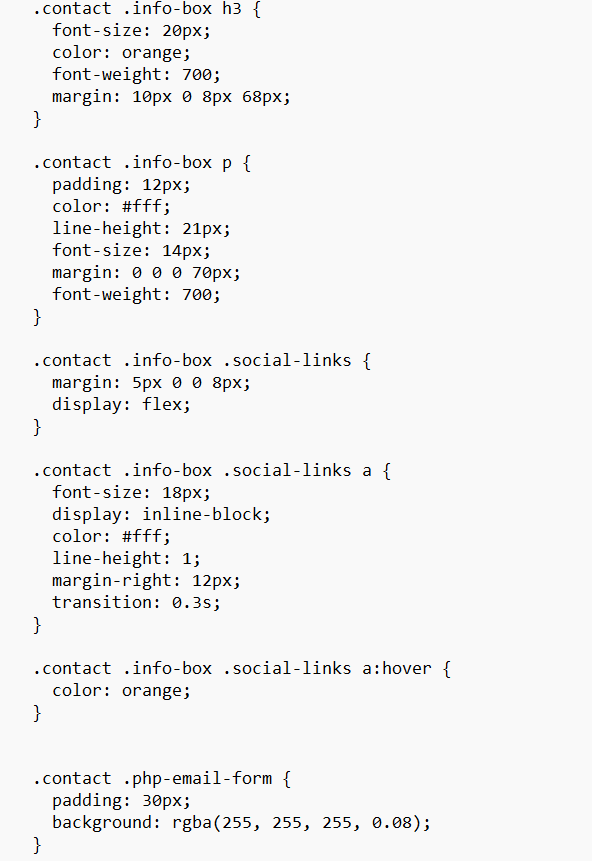 .contact .info-box h3 {
  font-size: 20px;
  color: orange;
  font-weight: 700;
  margin: 10px 0 8px 68px;
}

.contact .info-box p {
  padding: 12px;
  color: #fff;
  line-height: 21px;
  font-size: 14px;
  margin: 0 0 0 70px;
  font-weight: 700;
}

.contact .info-box .social-links {
  margin: 5px 0 0 8px;
  display: flex;
}

.contact .info-box .social-links a {
  font-size: 18px;
  display: inline-block;
  color: #fff;
  line-height: 1;
  margin-right: 12px;
  transition: 0.3s;
}

.contact .info-box .social-links a:hover {
  color: orange;
}


.contact .php-email-form {
  padding: 30px;
  background: rgba(255, 255, 255, 0.08);
}